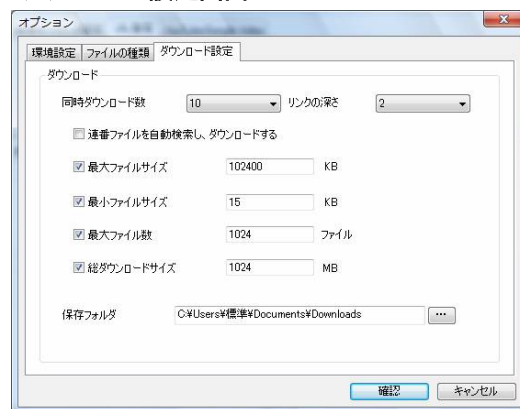 オプション
環境設定 ファイルの種類 ダウンロード設定
ダウンロード
同時ダウンロード数 10 リンクの深さ 2
連番ファイルを自動検索し、ダウンロードする
最大ファイルサイズ 102400 KB
最小ファイルサイズ 15 KB
最大ファイル数 1024 ファイル
総ダウンロードサイズ 1024 MB
保存フォルダ C:¥Users¥標準¥Documents¥Downloads ...
確認 キャンセル